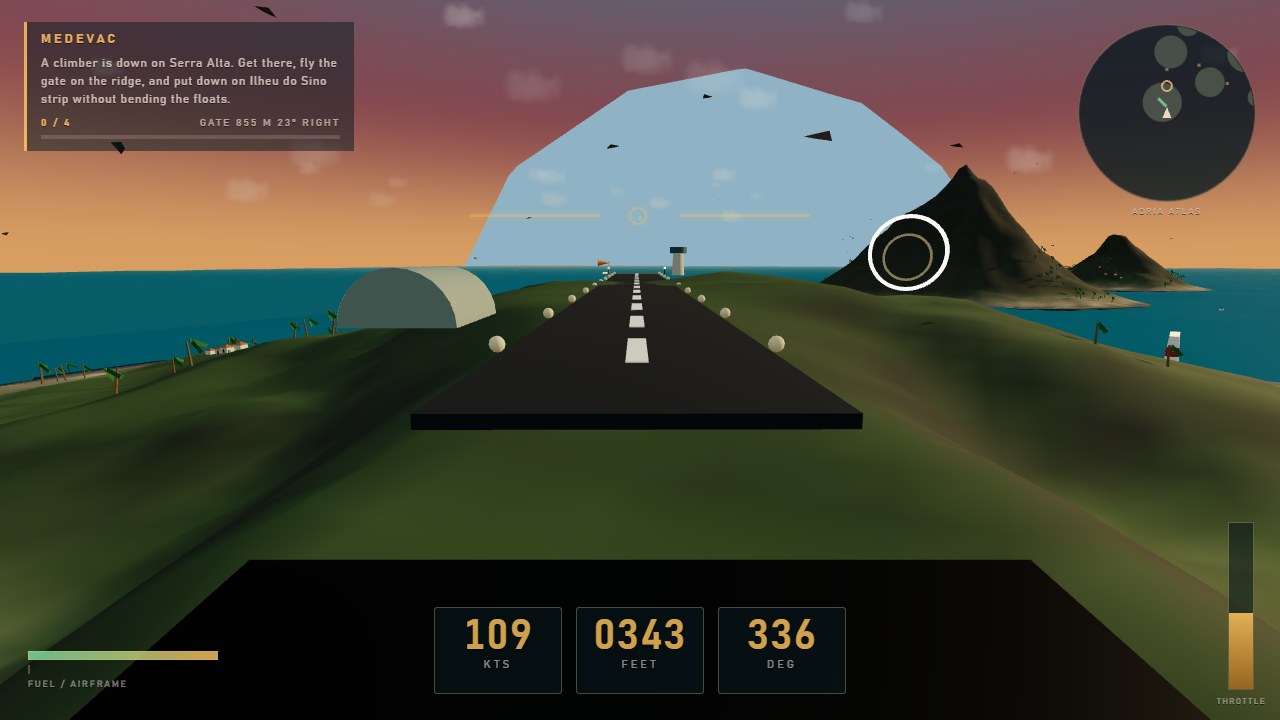 MEDEVAC
A climber is down on Serra Alta. Get there, fly the
gate on the ridge, and put down on Ilheu do Sino
strip without bending the floats.
0 / 4 GATE 855 M 23° RIGHT
ADRIA ATLAS
109 0343 336
KTS FEET DEG
FUEL / AIRFRAME
THROTTLE